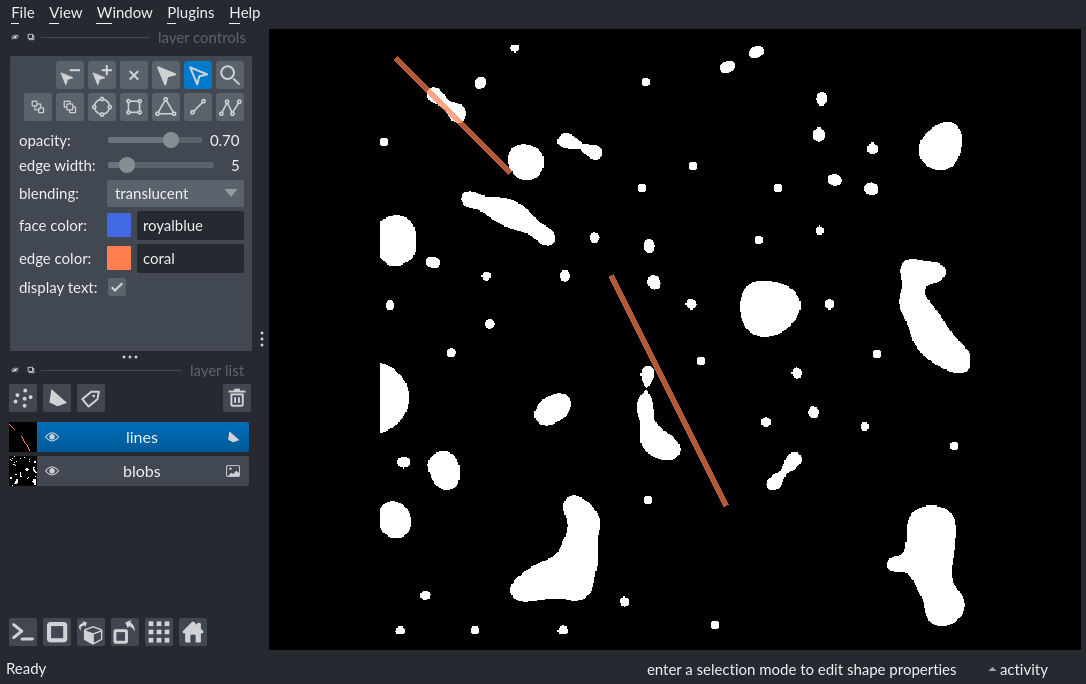 File View Window Plugins Help
layer controls
opacity: 0.70
edge width: 5
blending: translucent
face color: royalblue
edge color: coral
display text:
layer list
lines
blobs
Ready enter a selection mode to edit shape properties activity